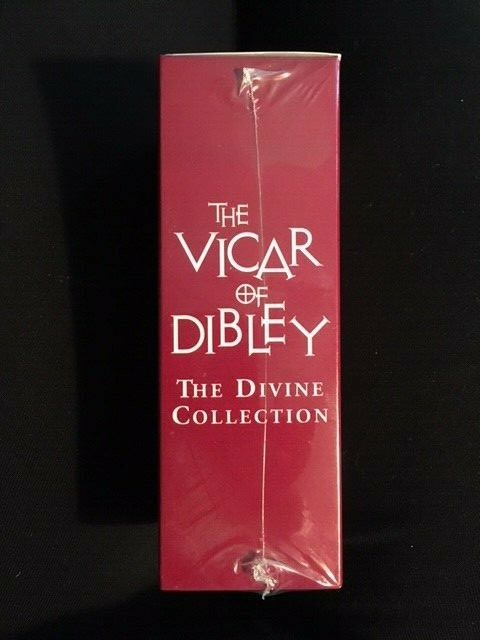 THE
VICAR
OF
DIBLEY
THE DIVINE
COLLECTION